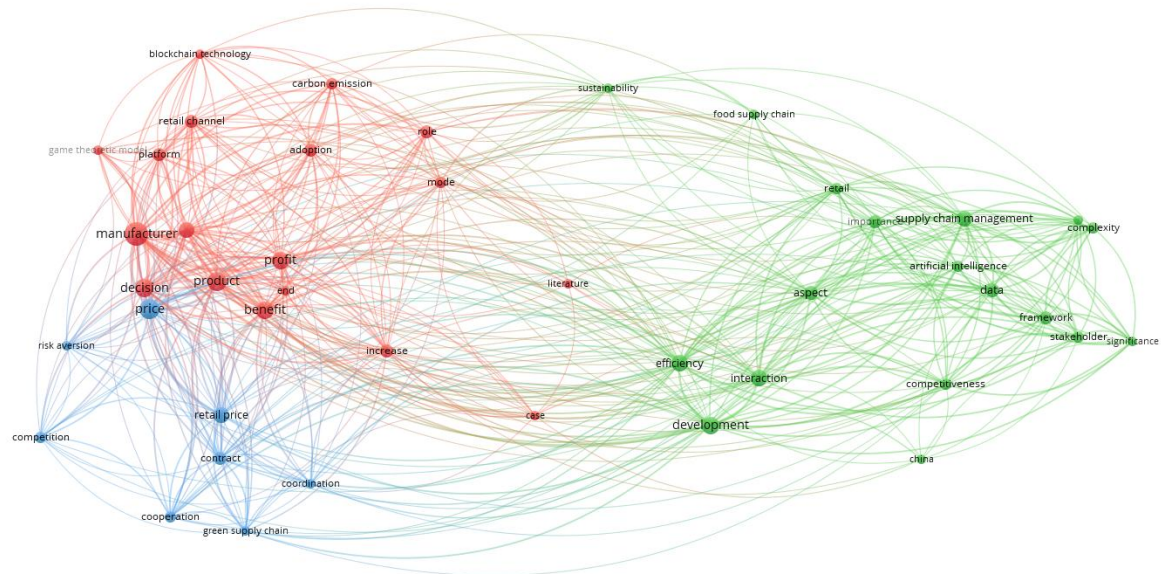 blockchain technology
carbon emission
sustainability
food supply chain
retail channel
role
game theoretic model
platform
adoption
mode
retail
importance
supply chain management
complexity
manufacturer
profit
artificial intelligence
literature
decision
product
end
aspect
data
price
benefit
framework
stakeholder
significance
risk aversion
increase
efficiency
interaction
competitiveness
retail price
case
development
competition
contract
china
coordination
cooperation
green supply chain